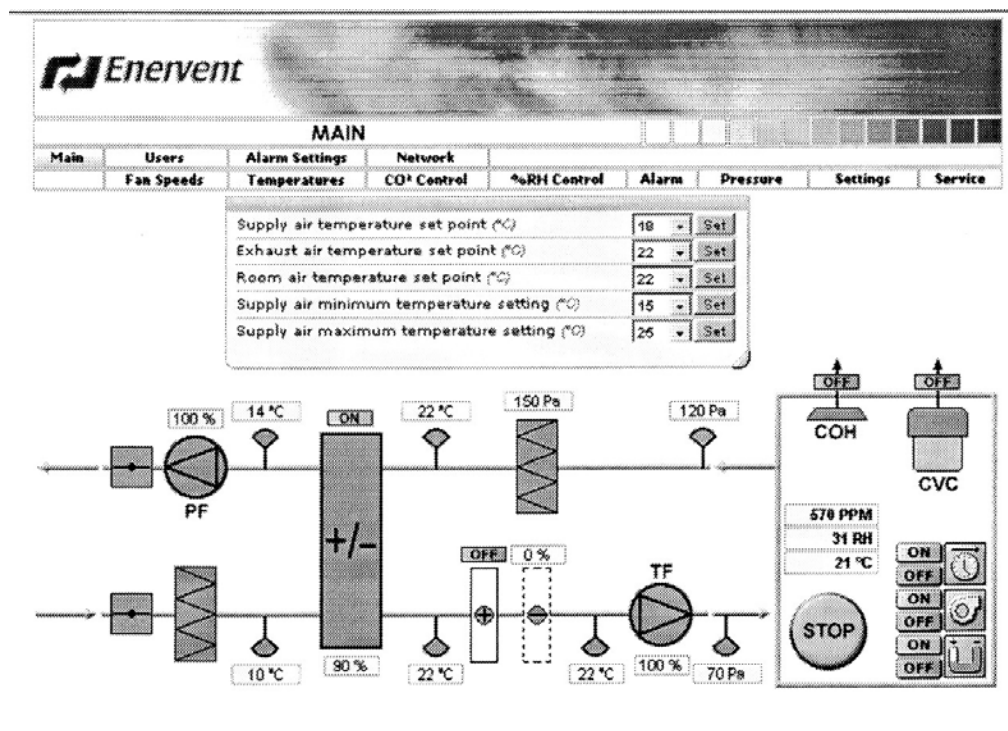 Enervent
MAIN
Main Users Alarm Settings Network
Fan Speeds Temperatures CO² Control %RH Control Alarm Pressure Settings Service
Supply air temperature set point (°C) 18 Set
Exhaust air temperature set point (°C) 22 Set
Room air temperature set point (°C) 22 Set
Supply air minimum temperature setting (°C) 15 Set
Supply air maximum temperature setting (°C) 25 Set
OFF OFF
100 % 14 °C ON 22 °C 150 Pa 120 Pa
COH
CVC
PF
570 PPM
31 RH
21 °C
+/-
OFF 0 %
TF
ON
OFF
ON
OFF
ON
OFF
STOP
10 °C 90 % 22 °C 22 °C 100 % 70 Pa